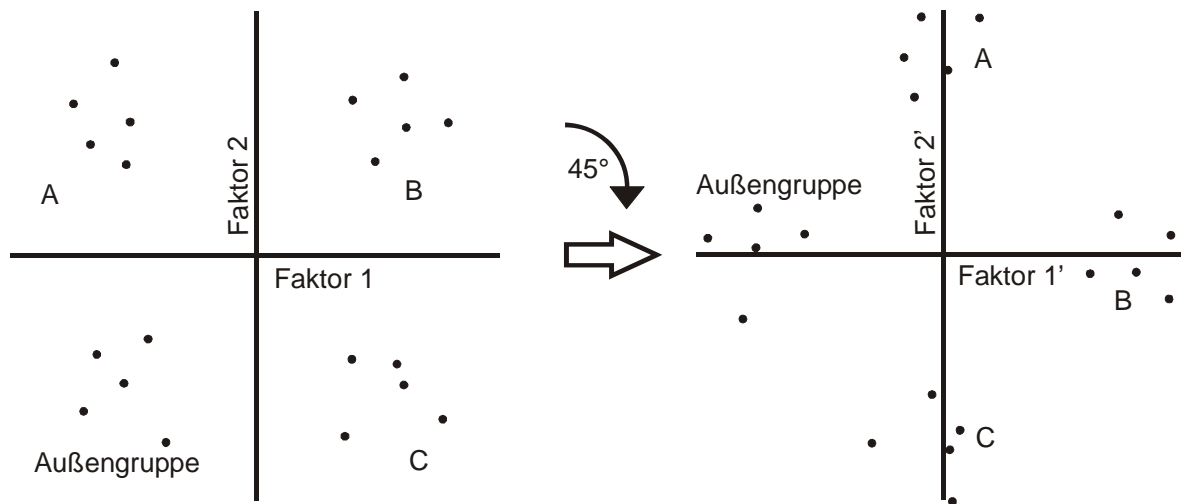 A
B
Faktor 2
Faktor 1
Außengruppe
C
45°
A
Außengruppe
Faktor 2’
Faktor 1’
B
C